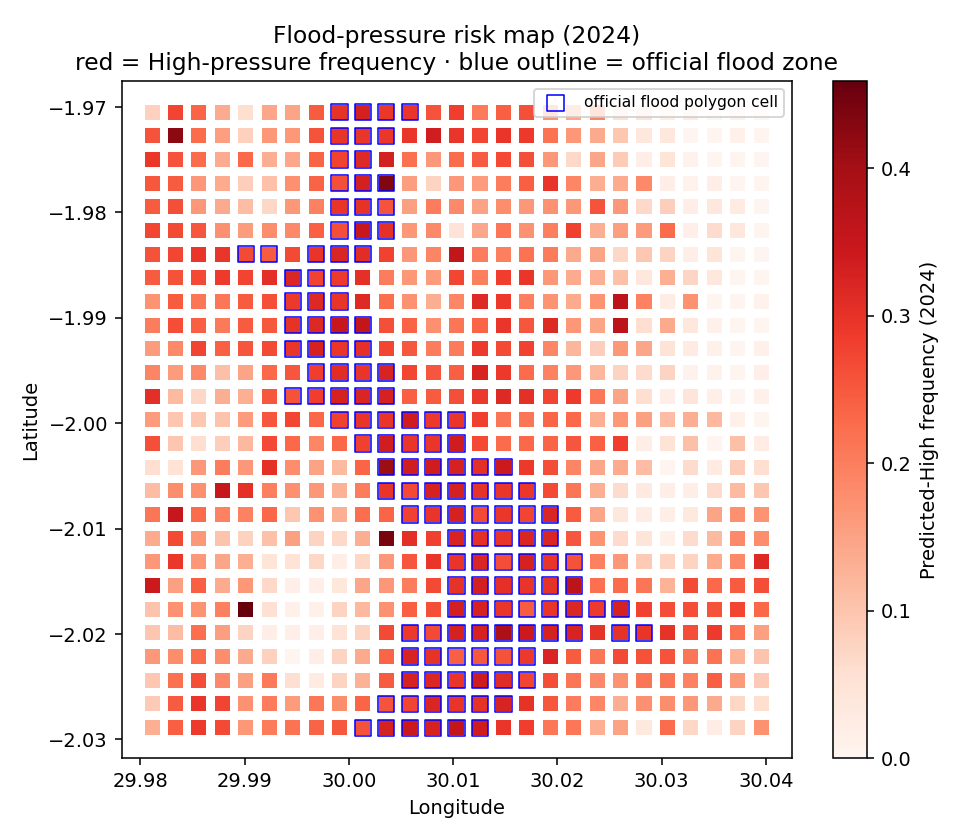 Flood-pressure risk map (2024)
red = High-pressure frequency · blue outline = official flood zone
official flood polygon cell
−1.97
−1.98
−1.99
−2.00
−2.01
−2.02
−2.03
Latitude
29.98 29.99 30.00 30.01 30.02 30.03 30.04
Longitude
0.4
0.3
0.2
0.1
0.0
Predicted-High frequency (2024)